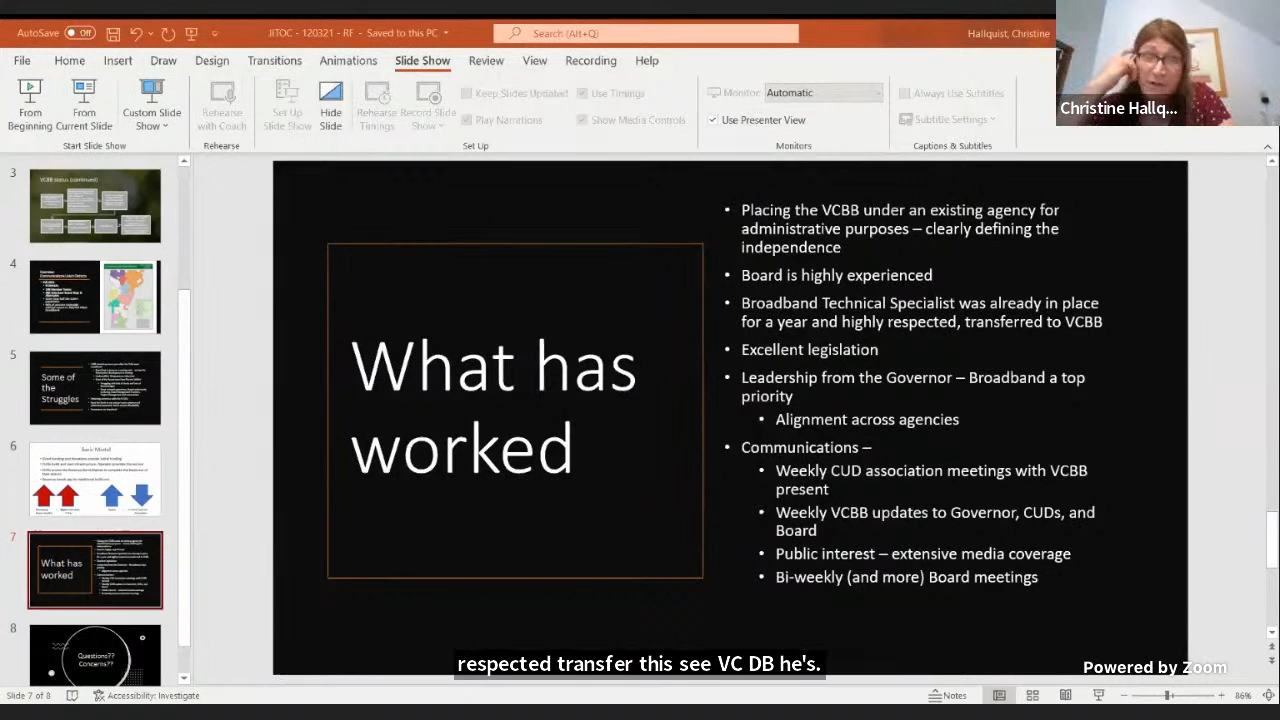 AutoSave Off JITOC - 120321 - RF - Saved to this PC Search (Alt+Q) Hallquist, Christine
File Home Insert Draw Design Transitions Animations Slide Show Review View Recording Help
From Beginning
From Current Slide
Custom Slide Show
Rehearse with Coach
Set Up Slide Show
Hide Slide
Rehearse Timings
Record Slide Show
Keep Slides Updated
Use Timings
Play Narrations
Show Media Controls
Monitor: Automatic
Use Presenter View
Always Use Subtitles
Subtitle Settings
Start Slide Show Rehearse Set Up Monitors Captions & Subtitles
Christine Hallq...
3
VCBB status (continued)
4
5
Some of
the
Struggles
6
7
What has
worked
8
Questions??
Concerns??
What has
worked
• Placing the VCBB under an existing agency for
administrative purposes – clearly defining the
independence
• Board is highly experienced
• Broadband Technical Specialist was already in place
for a year and highly respected, transferred to VCBB
• Excellent legislation
• Leadership from the Governor – Broadband a top
priority
• Alignment across agencies
• Communications –
• Weekly CUD association meetings with VCBB
present
• Weekly VCBB updates to Governor, CUDs, and
Board
• Public interest – extensive media coverage
• Bi-weekly (and more) Board meetings
respected transfer this see VC DB he's.
Powered by Zoom
Slide 7 of 8 Accessibility: Investigate Notes 86%